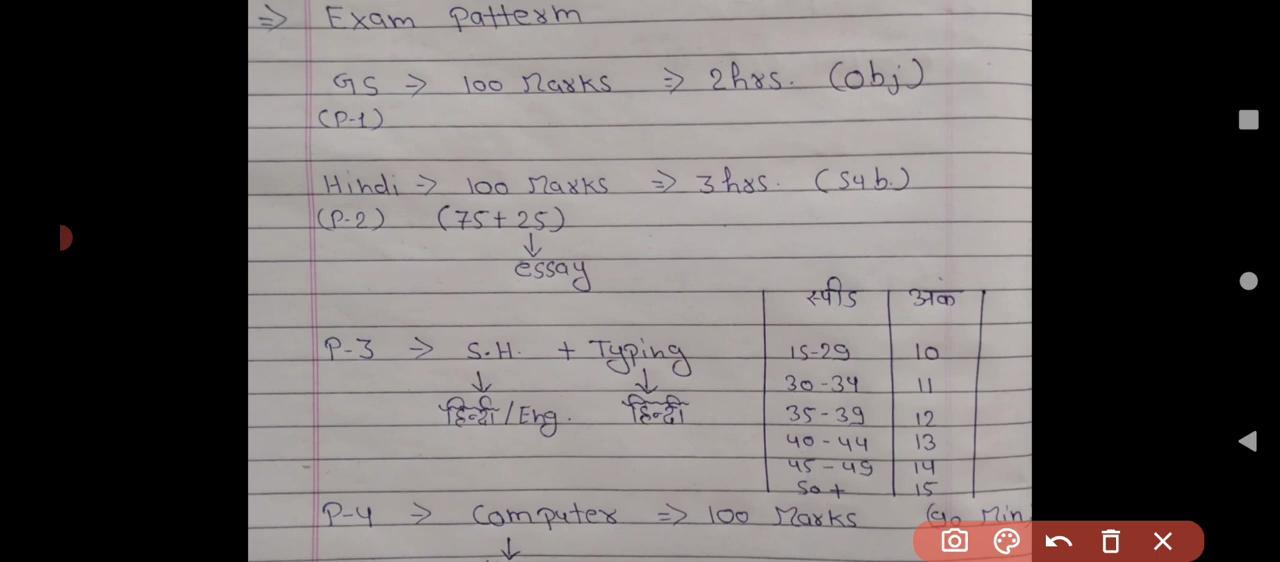 ⇒ Exam Pattern
GS → 100 Marks ⇒ 2hrs. (Obj)
(P-1)
Hindi → 100 Marks ⇒ 3hrs. (Sub.)
(P-2) (75+25)
↓
essay
स्पीड अंक
P-3 → S.H. + Typing 15-29 10
↓ ↓ 30-34 11
हिन्दी/Eng. हिन्दी 35-39 12
40-44 13
45-49 14
50+ 15
P-4 → Computer ⇒ 100 Marks (90 Min
↓